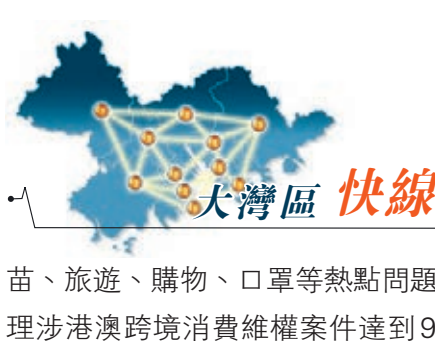 大灣區 快線
苗、旅遊、購物、口罩等熱點問題
理涉港澳跨境消費維權案件達到9